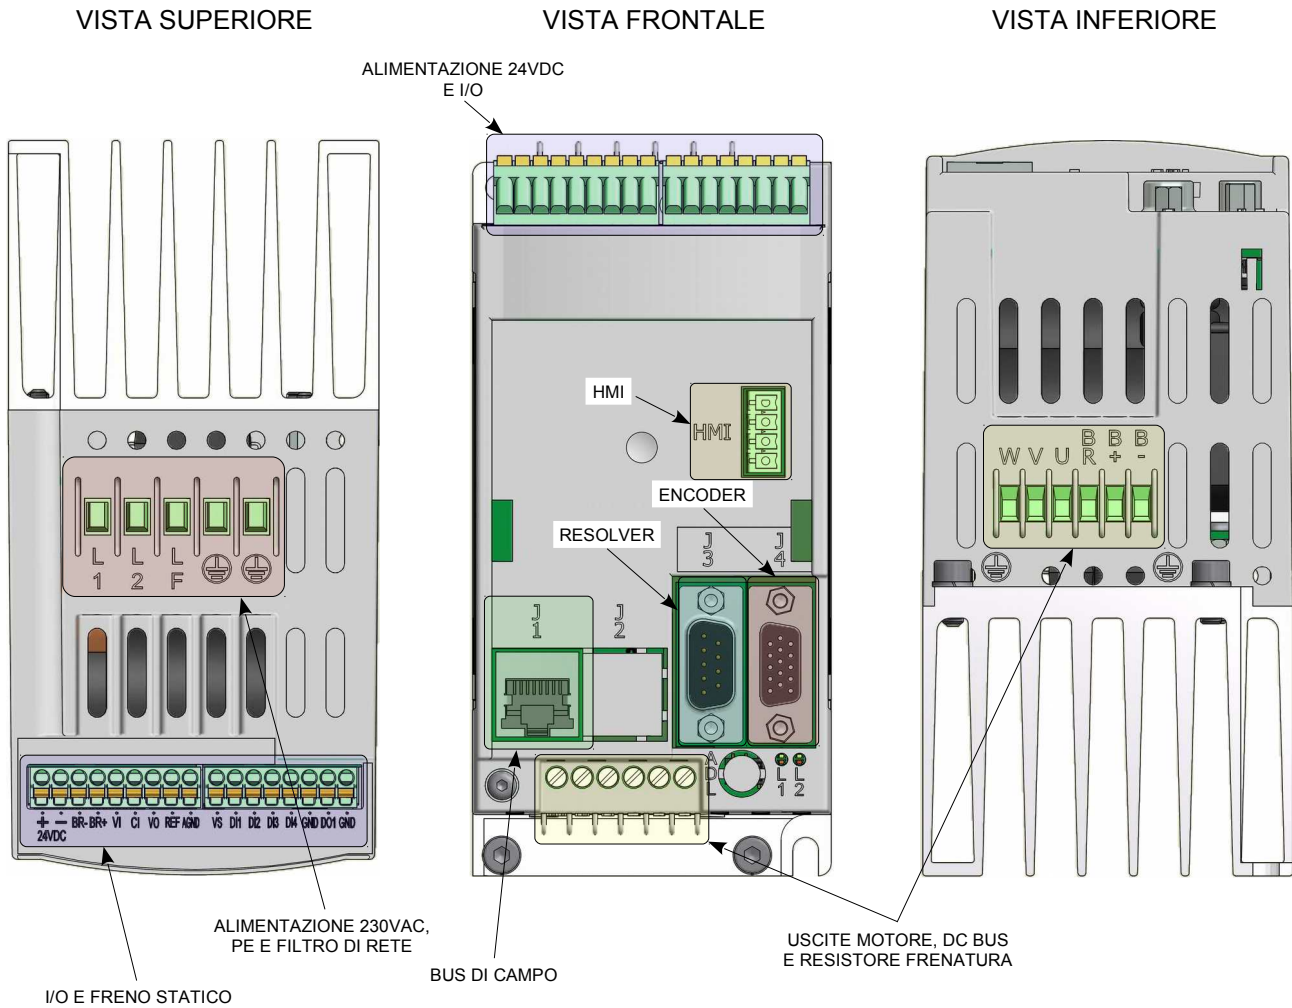 VISTA SUPERIORE
VISTA FRONTALE
VISTA INFERIORE
ALIMENTAZIONE 24VDC
E I/O
HMI
HMI
ENCODER
RESOLVER
J
3
J
4
J
1
J
2
A
D
L
L
1
L
2
L
1
L
2
L
F
W V U B
R B
+ B
-
+ - BR- BR+ VI CI VO REF AGND VS DI1 DI2 DI3 DI4 GND DO1 GND
24VDC
ALIMENTAZIONE 230VAC,
PE E FILTRO DI RETE
BUS DI CAMPO
USCITE MOTORE, DC BUS
E RESISTORE FRENATURA
I/O E FRENO STATICO